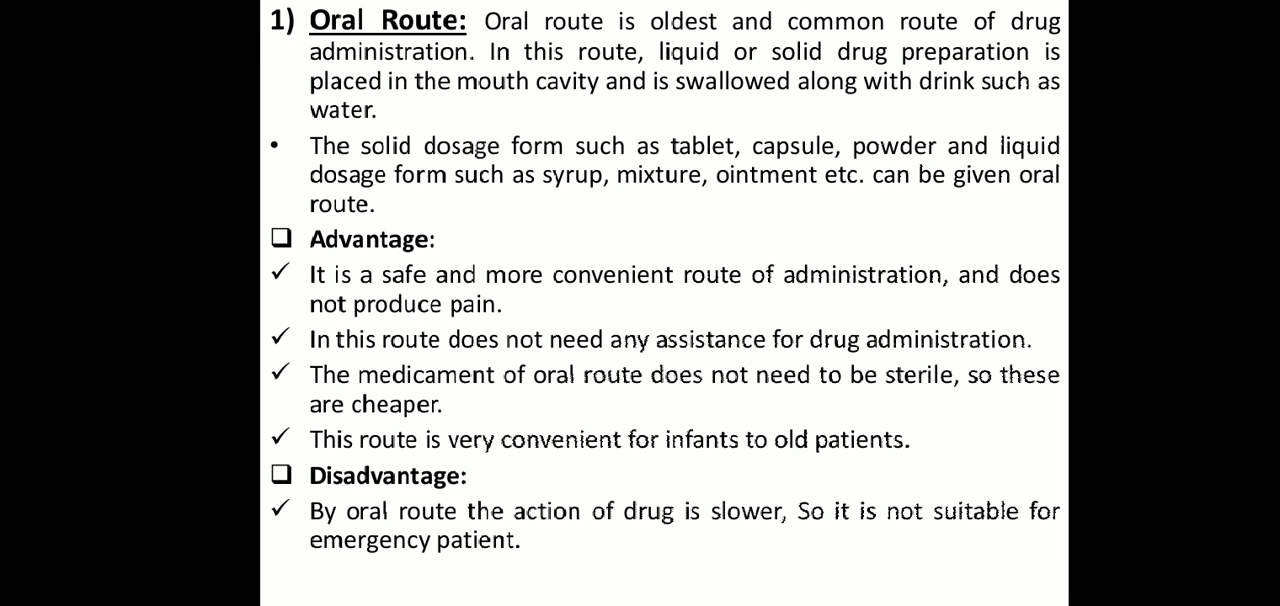 1) Oral Route: Oral route is oldest and common route of drug
administration. In this route, liquid or solid drug preparation is
placed in the mouth cavity and is swallowed along with drink such as
water.
• The solid dosage form such as tablet, capsule, powder and liquid
dosage form such as syrup, mixture, ointment etc. can be given oral
route.
❑ Advantage:
✓ It is a safe and more convenient route of administration, and does
not produce pain.
✓ In this route does not need any assistance for drug administration.
✓ The medicament of oral route does not need to be sterile, so these
are cheaper.
✓ This route is very convenient for infants to old patients.
❑ Disadvantage:
✓ By oral route the action of drug is slower, So it is not suitable for
emergency patient.